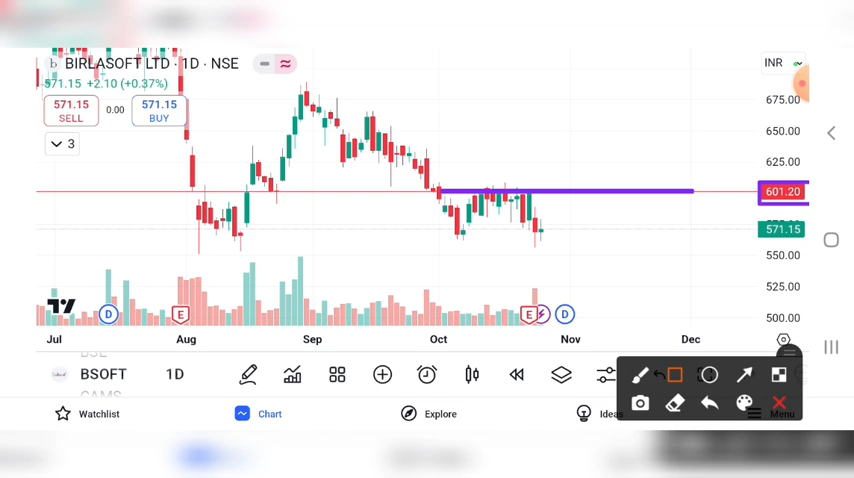 BIRLASOFT LTD · 1D · NSE
INR
571.15 +2.10 (+0.37%)
571.15 SELL
0.00
571.15 BUY
3
675.00
650.00
625.00
601.20
571.15
550.00
525.00
500.00
D
E
E
D
Jul
Aug
Sep
Oct
Nov
Dec
BSOFT
1D
Watchlist
Chart
Explore
Ideas
Menu